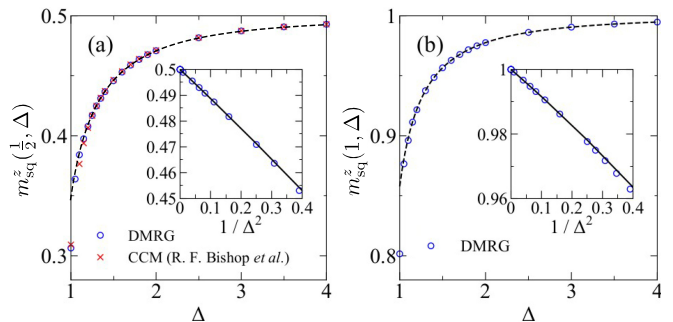 0.5
0.4
0.3
m^z_sq(1/2, Δ)
(a)
0.5
0.49
0.48
0.47
0.46
0.45
0 0.1 0.2 0.3 0.4
1 / Δ²
DMRG
CCM (R. F. Bishop et al.)
1 2 3 4
Δ
1
0.9
0.8
m^z_sq(1, Δ)
(b)
1
0.98
0.96
0 0.1 0.2 0.3 0.4
1 / Δ²
DMRG
1 2 3 4
Δ